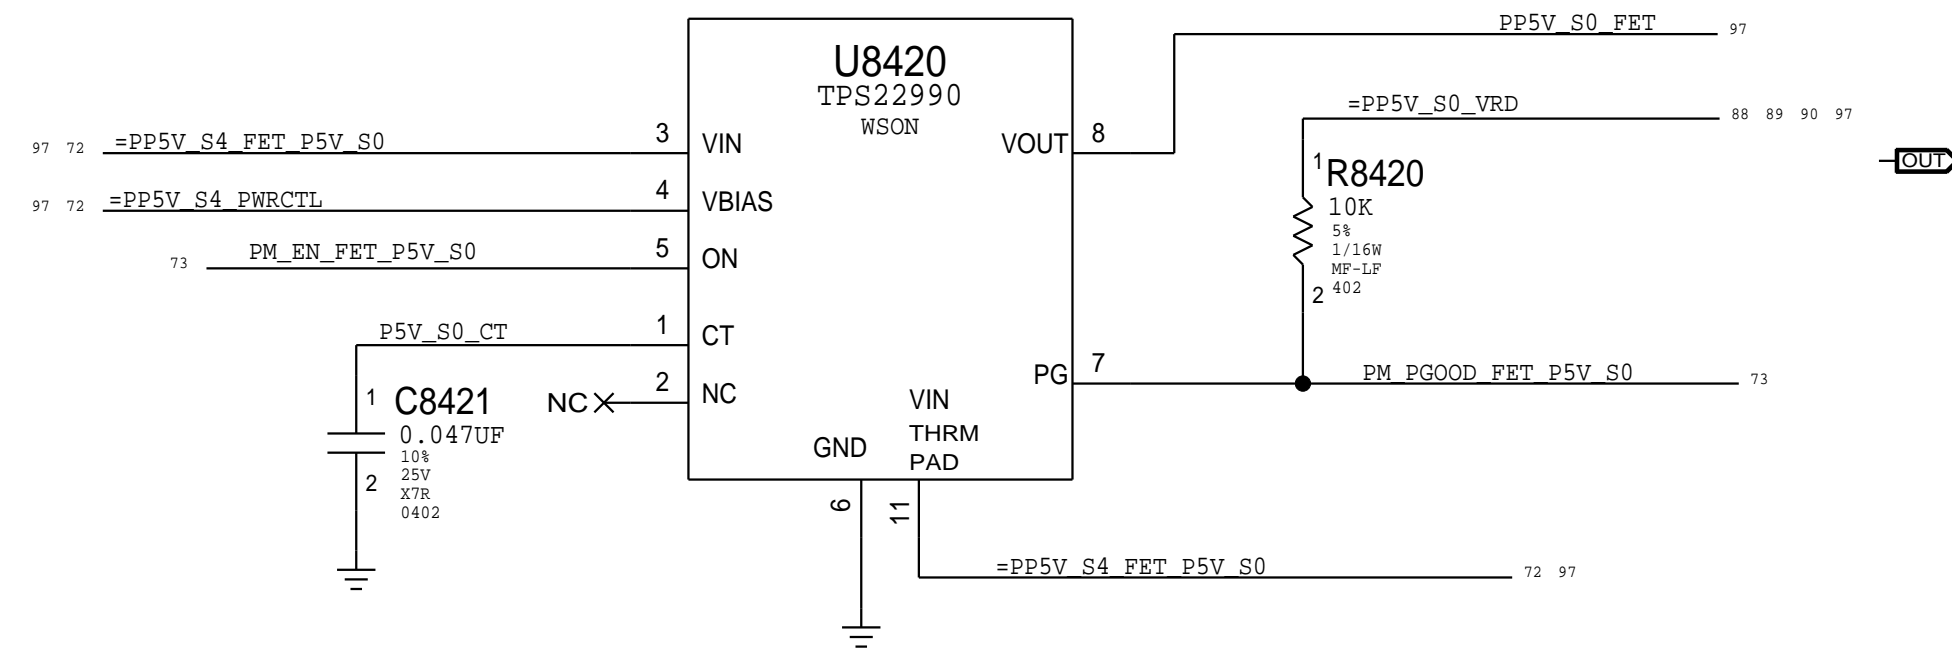 PP5V_S0_FET 97
U8420
TPS22990
WSON
=PP5V_S0_VRD 88 89 90 97
97 72 =PP5V_S4_FET_P5V_S0 3 VIN
VOUT 8
OUT
1 R8420
10K
5%
1/16W
MF-LF
402
2
97 72 =PP5V_S4_PWRCTL 4 VBIAS
73 PM_EN_FET_P5V_S0 5 ON
P5V_S0_CT 1 CT
PG 7 PM_PGOOD_FET_P5V_S0 73
NC 2 NC
1 C8421
0.047UF
10%
25V
X7R
0402
2
GND
VIN
THRM
PAD
6
11
=PP5V_S4_FET_P5V_S0 72 97